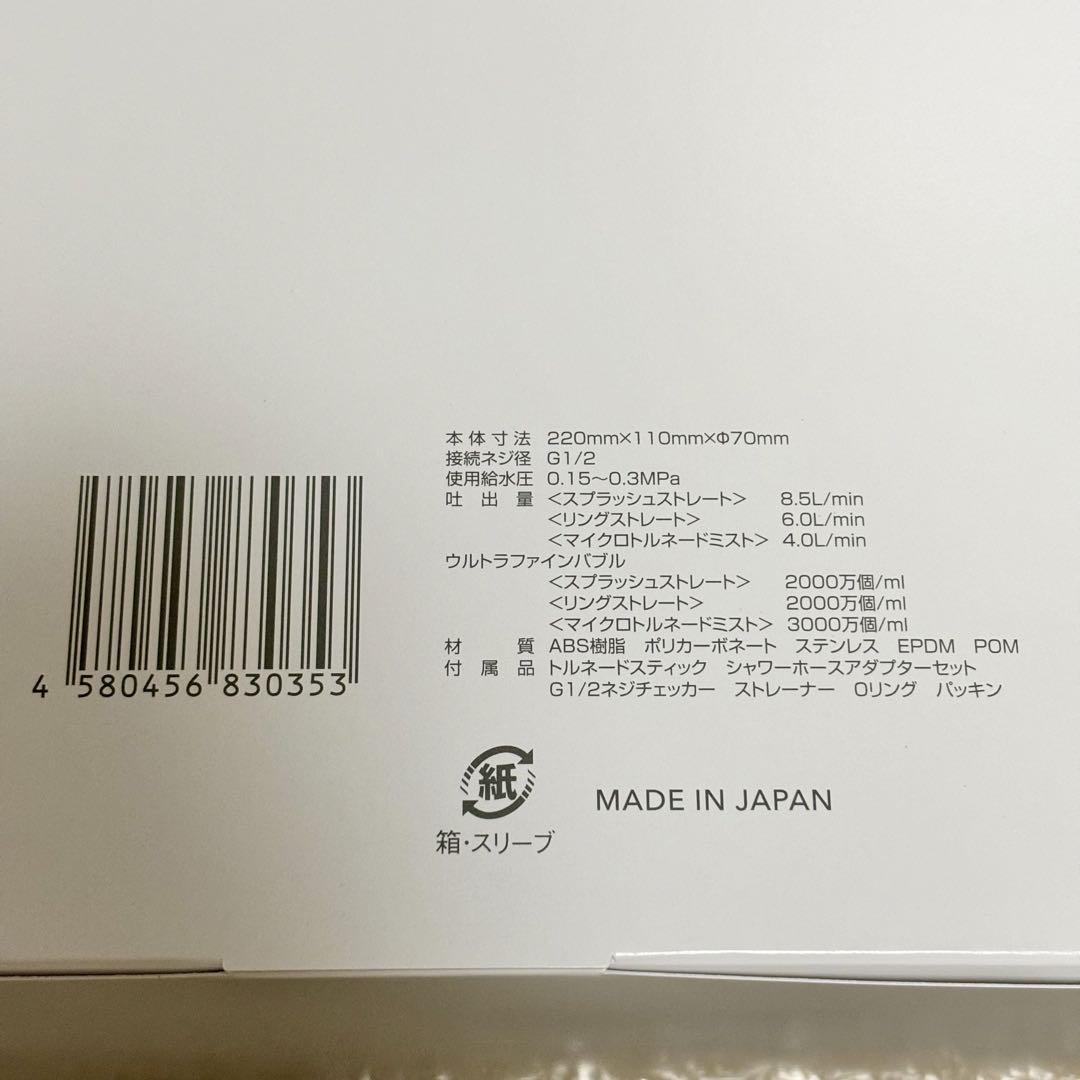 本体寸法 220mm×110mm×Φ70mm
接続ネジ径 G1/2
使用給水圧 0.15～0.3MPa
吐出量 <スプラッシュストレート> 8.5L/min
<リングストレート> 6.0L/min
<マイクロトルネードミスト> 4.0L/min
ウルトラファインバブル
<スプラッシュストレート> 2000万個/ml
<リングストレート> 2000万個/ml
<マイクロトルネードミスト> 3000万個/ml
材質 ABS樹脂 ポリカーボネート ステンレス EPDM POM
付属品 トルネードスティック シャワーホースアダプターセット
G1/2ネジチェッカー ストレーナー Oリング パッキン
4 580456 830353
紙
箱・スリーブ
MADE IN JAPAN